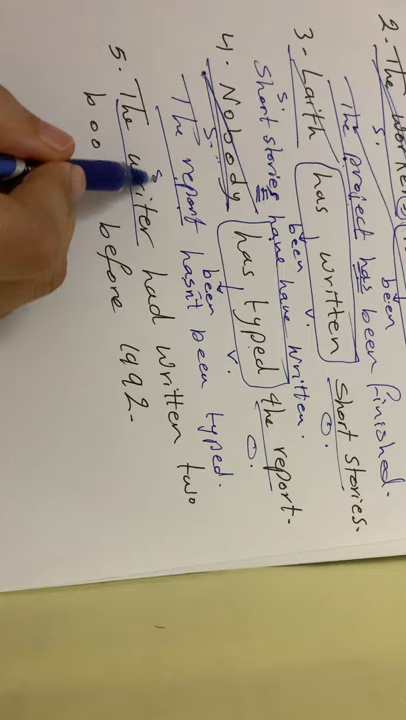 2. The workers
The project has been finished.
been
3. Laith has written short stories.
S. V. O.
Short stories have have written.
been
4. Nobody has typed the report.
S. V. O.
The report hasn't been typed.
been
5. The writer had written two
S
boo before 1992.